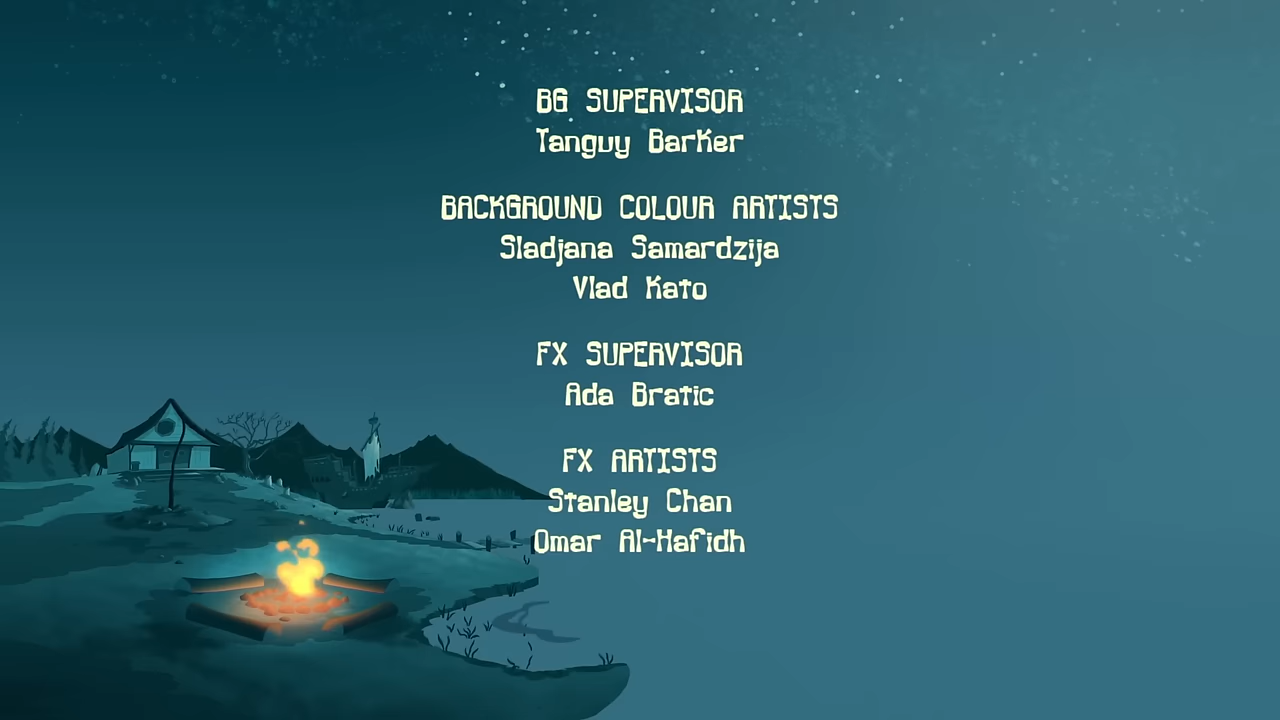 BG SUPERVISOR
Tanguy Barker
BACKGROUND COLOUR ARTISTS
Sladjana Samardzija
Vlad Kato
FX SUPERVISOR
Ada Bratic
FX ARTISTS
Stanley Chan
Omar Al-Hafidh